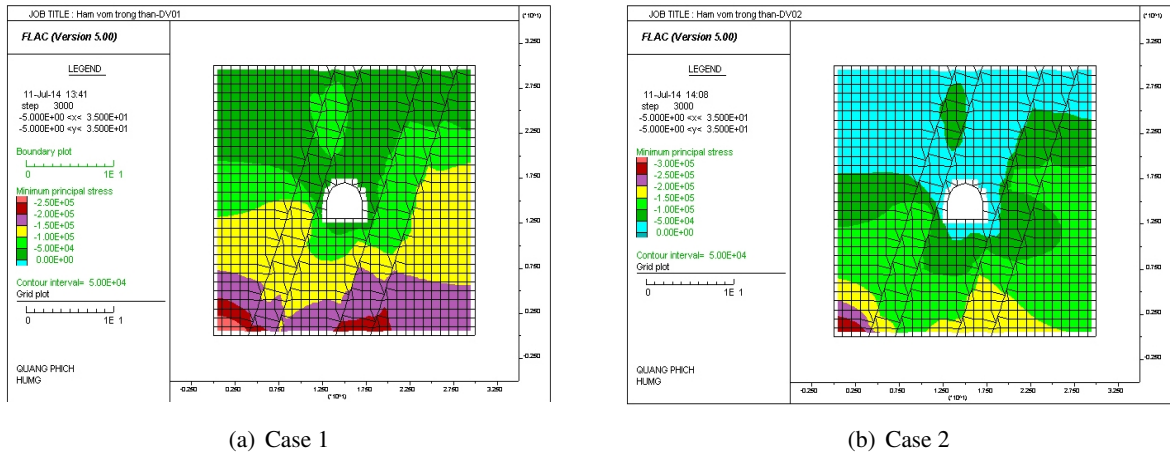 JOB TITLE : Ham vom trong than-DV01
(*10^1)
FLAC (Version 5.00)
LEGEND
11-Jul-14 13:41
step 3000
-5.000E+00 <x< 3.500E+01
-5.000E+00 <y< 3.500E+01
Boundary plot
0 1E 1
Minimum principal stress
-2.50E+05
-2.00E+05
-1.50E+05
-1.00E+05
-5.00E+04
0.00E+00
Contour interval= 5.00E+04
Grid plot
0 1E 1
QUANG PHICH
HUMG
3.250
2.750
2.250
1.750
1.250
0.750
0.250
-0.250
-0.250 0.250 0.750 1.250 1.750 2.250 2.750 3.250
(*10^1)
(a) Case 1
JOB TITLE : Ham vom trong than-DV02
(*10^1)
FLAC (Version 5.00)
LEGEND
11-Jul-14 14:08
step 3000
-5.000E+00 <x< 3.500E+01
-5.000E+00 <y< 3.500E+01
Minimum principal stress
-3.00E+05
-2.50E+05
-2.00E+05
-1.50E+05
-1.00E+05
-5.00E+04
0.00E+00
Contour interval= 5.00E+04
Grid plot
0 1E 1
QUANG PHICH
HUMG
3.250
2.750
2.250
1.750
1.250
0.750
0.250
-0.250
-0.250 0.250 0.750 1.250 1.750 2.250 2.750 3.250
(*10^1)
(b) Case 2